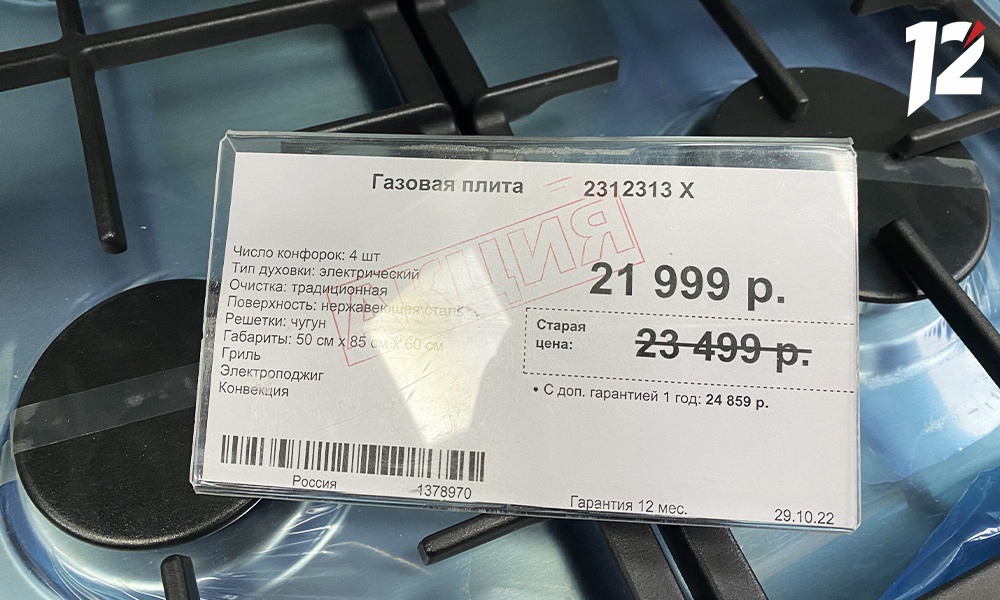 12
Газовая плита 2312313 X
АКЦИЯ
Число конфорок: 4 шт
Тип духовки: электрический
Очистка: традиционная
Поверхность: нержавеющая сталь
Решетки: чугун
Габариты: 50 см x 85 см x 60 см
Гриль
Электроподжиг
Конвекция
21 999 р.
Старая
цена:
23 499 р.
• С доп. гарантией 1 год: 24 859 р.
Россия 1378970
Гарантия 12 мес.
29.10.22